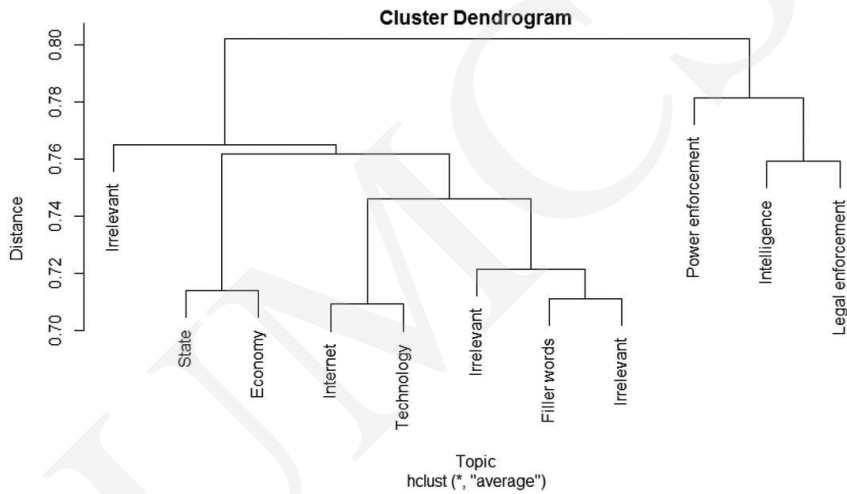 Cluster Dendrogram
Distance
0.80
0.78
0.76
0.74
0.72
0.70
Irrelevant
State
Economy
Internet
Technology
Irrelevant
Filler words
Irrelevant
Power enforcement
Intelligence
Legal enforcement
Topic
hclust (*, "average")
UMCS